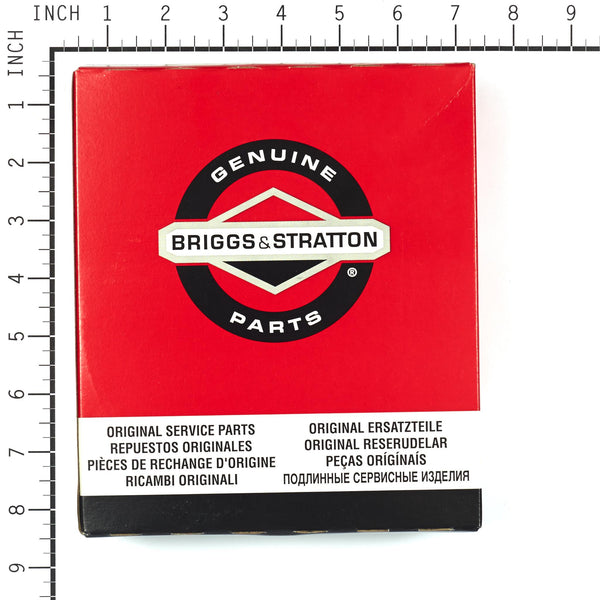 INCH 1 2 3 4 5 6 7 8 9
INCH
1
2
3
4
5
6
7
8
9
GENUINE
BRIGGS & STRATTON
®
PARTS
ORIGINAL SERVICE PARTS
REPUESTOS ORIGINALES
PIÈCES DE RECHANGE D'ORIGINE
RICAMBI ORIGINALI
ORIGINAL ERSATZTEILE
ORIGINAL RESERUDELAR
PEÇAS ORÍGÍNAÍS
ПОДЛИННЫЕ СЕРВИСНЫЕ ИЗДЕЛИЯ